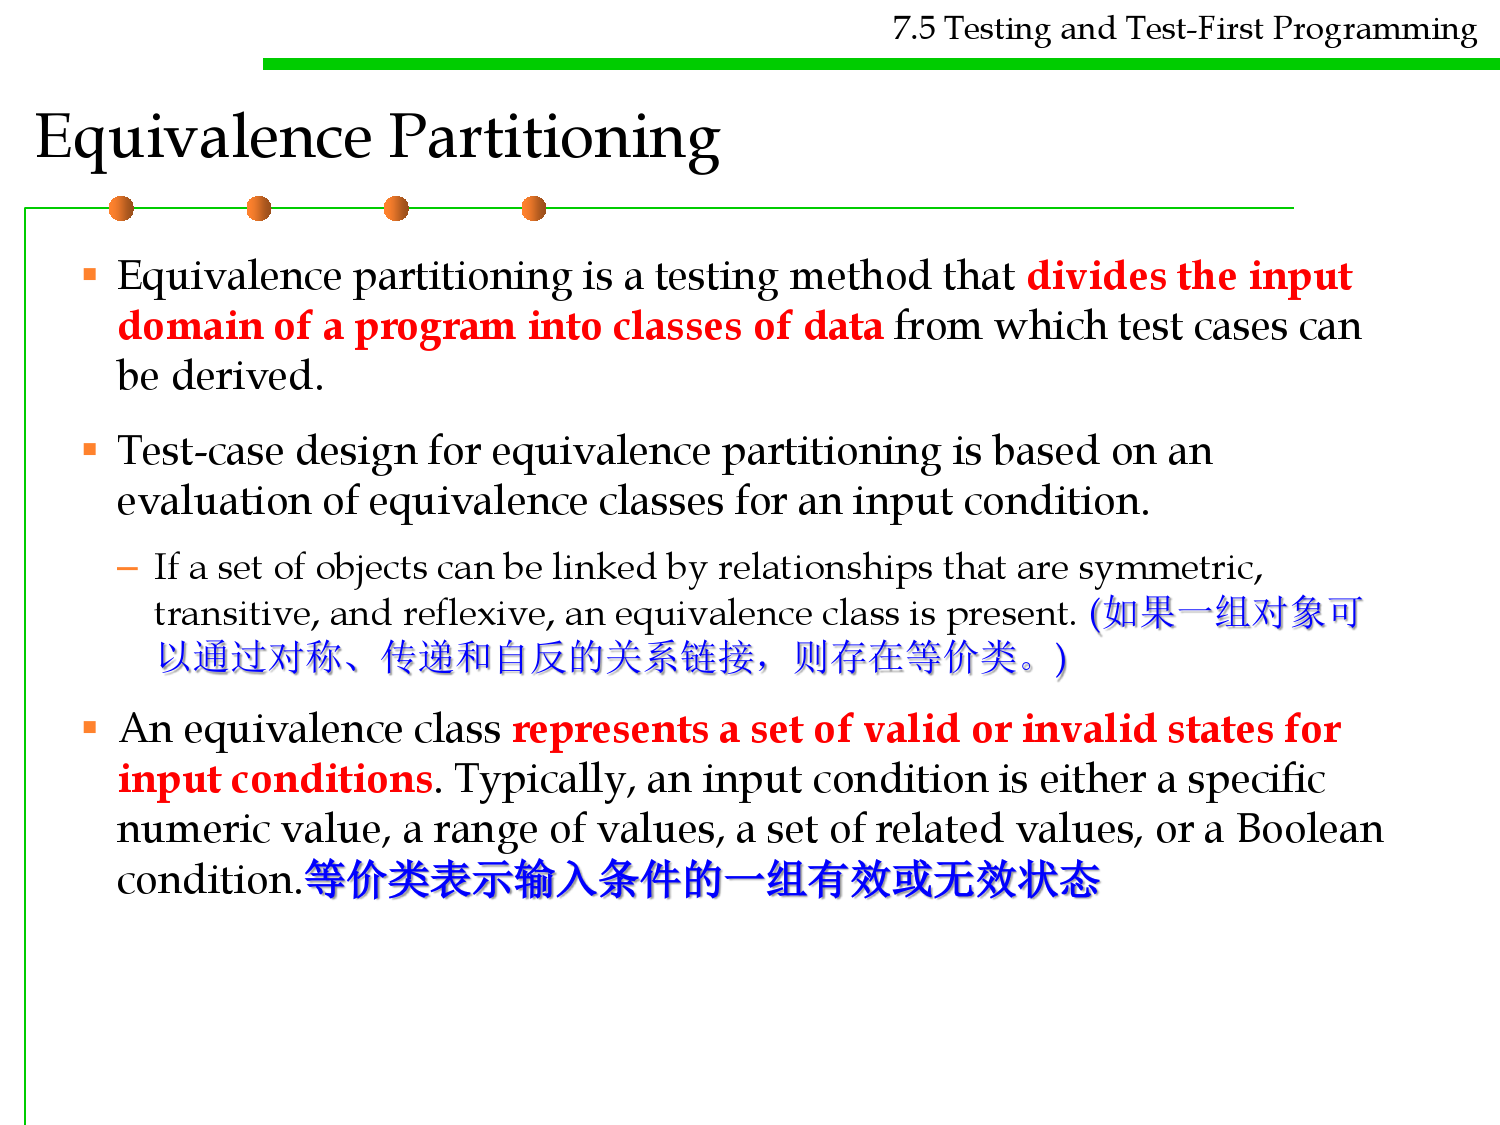 7.5 Testing and Test-First Programming
Equivalence Partitioning
Equivalence partitioning is a testing method that divides the input
domain of a program into classes of data from which test cases can
be derived.
Test-case design for equivalence partitioning is based on an
evaluation of equivalence classes for an input condition.
– If a set of objects can be linked by relationships that are symmetric,
transitive, and reflexive, an equivalence class is present. (如果一组对象可
以通过对称、传递和自反的关系链接，则存在等价类。)
An equivalence class represents a set of valid or invalid states for
input conditions. Typically, an input condition is either a specific
numeric value, a range of values, a set of related values, or a Boolean
condition.等价类表示输入条件的一组有效或无效状态